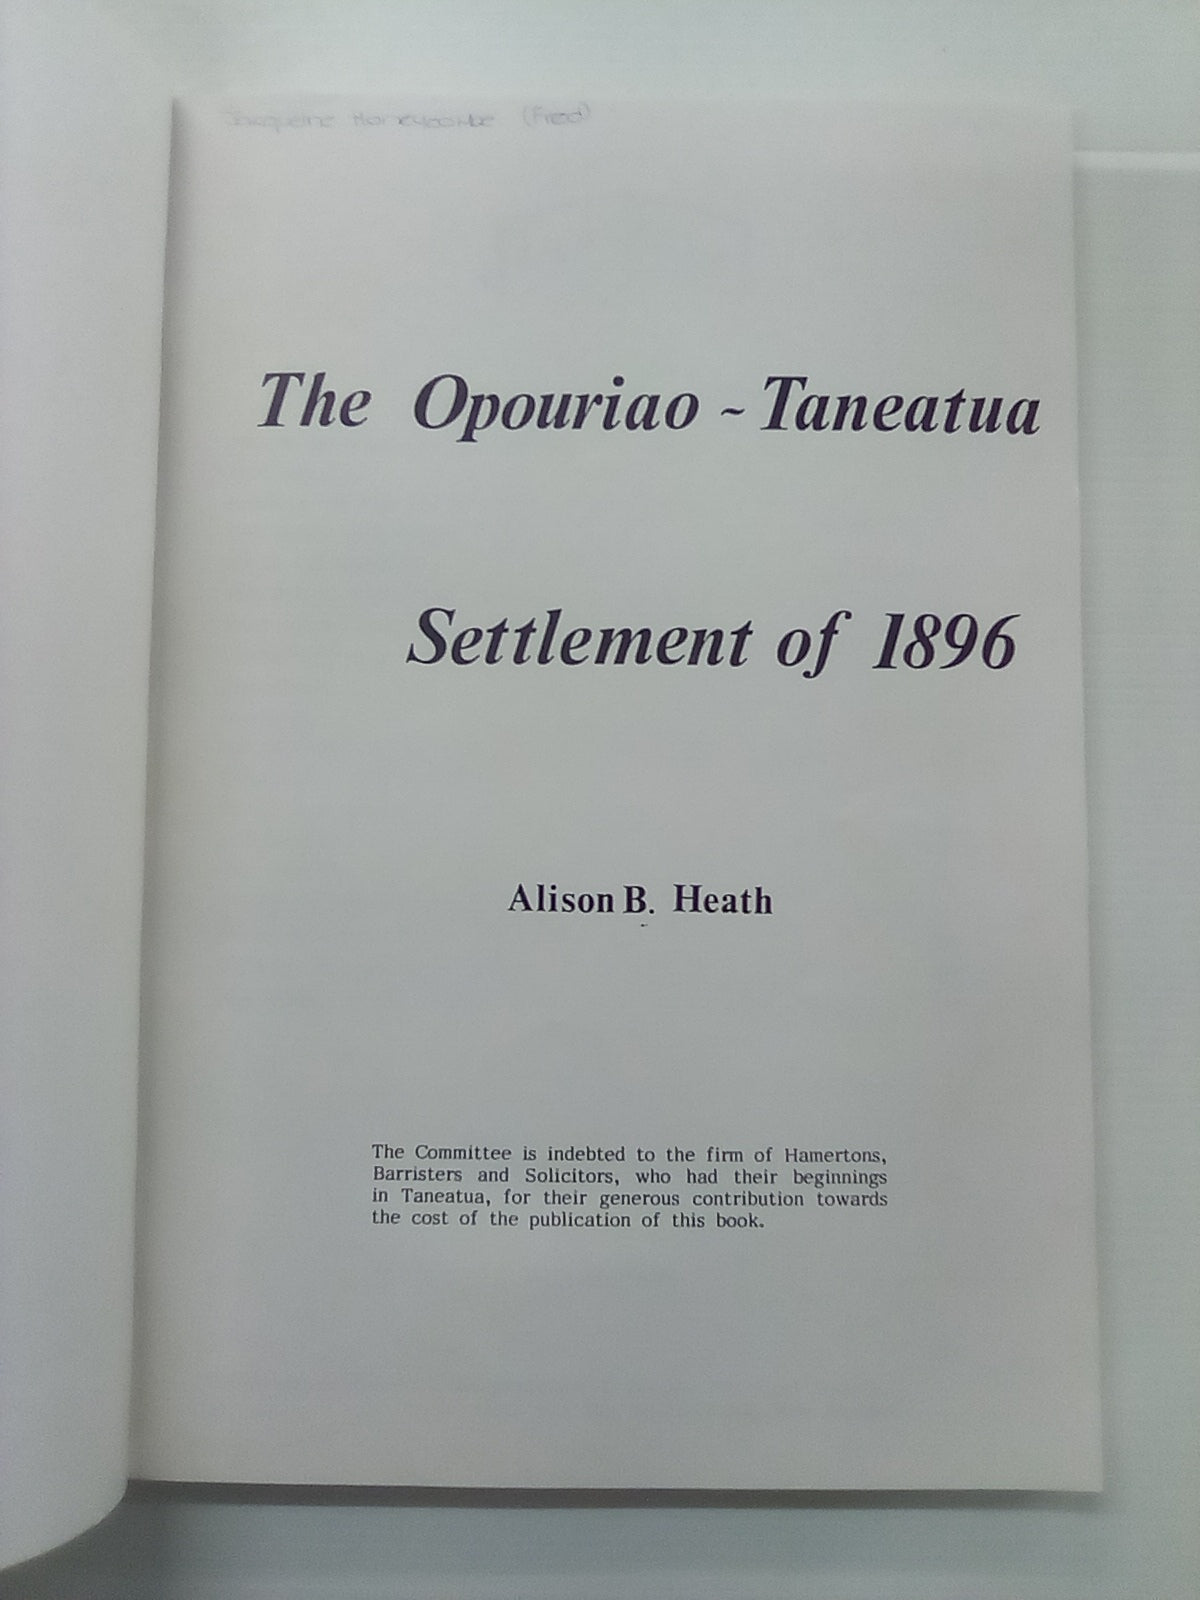 (Fred)
The Opouriao ~ Taneatua
Settlement of 1896
Alison B. Heath
The Committee is indebted to the firm of Hamertons,
Barristers and Solicitors, who had their beginnings
in Taneatua, for their generous contribution towards
the cost of the publication of this book.